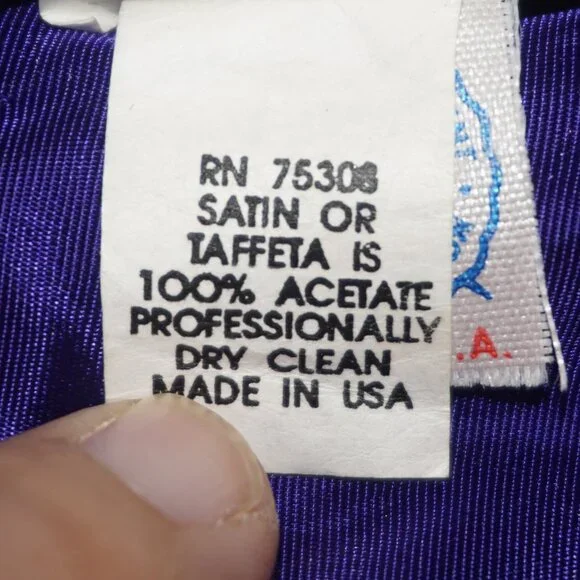 RN 75308
SATIN OR
TAFFETA IS
100% ACETATE
PROFESSIONALLY
DRY CLEAN
MADE IN USA
.A.